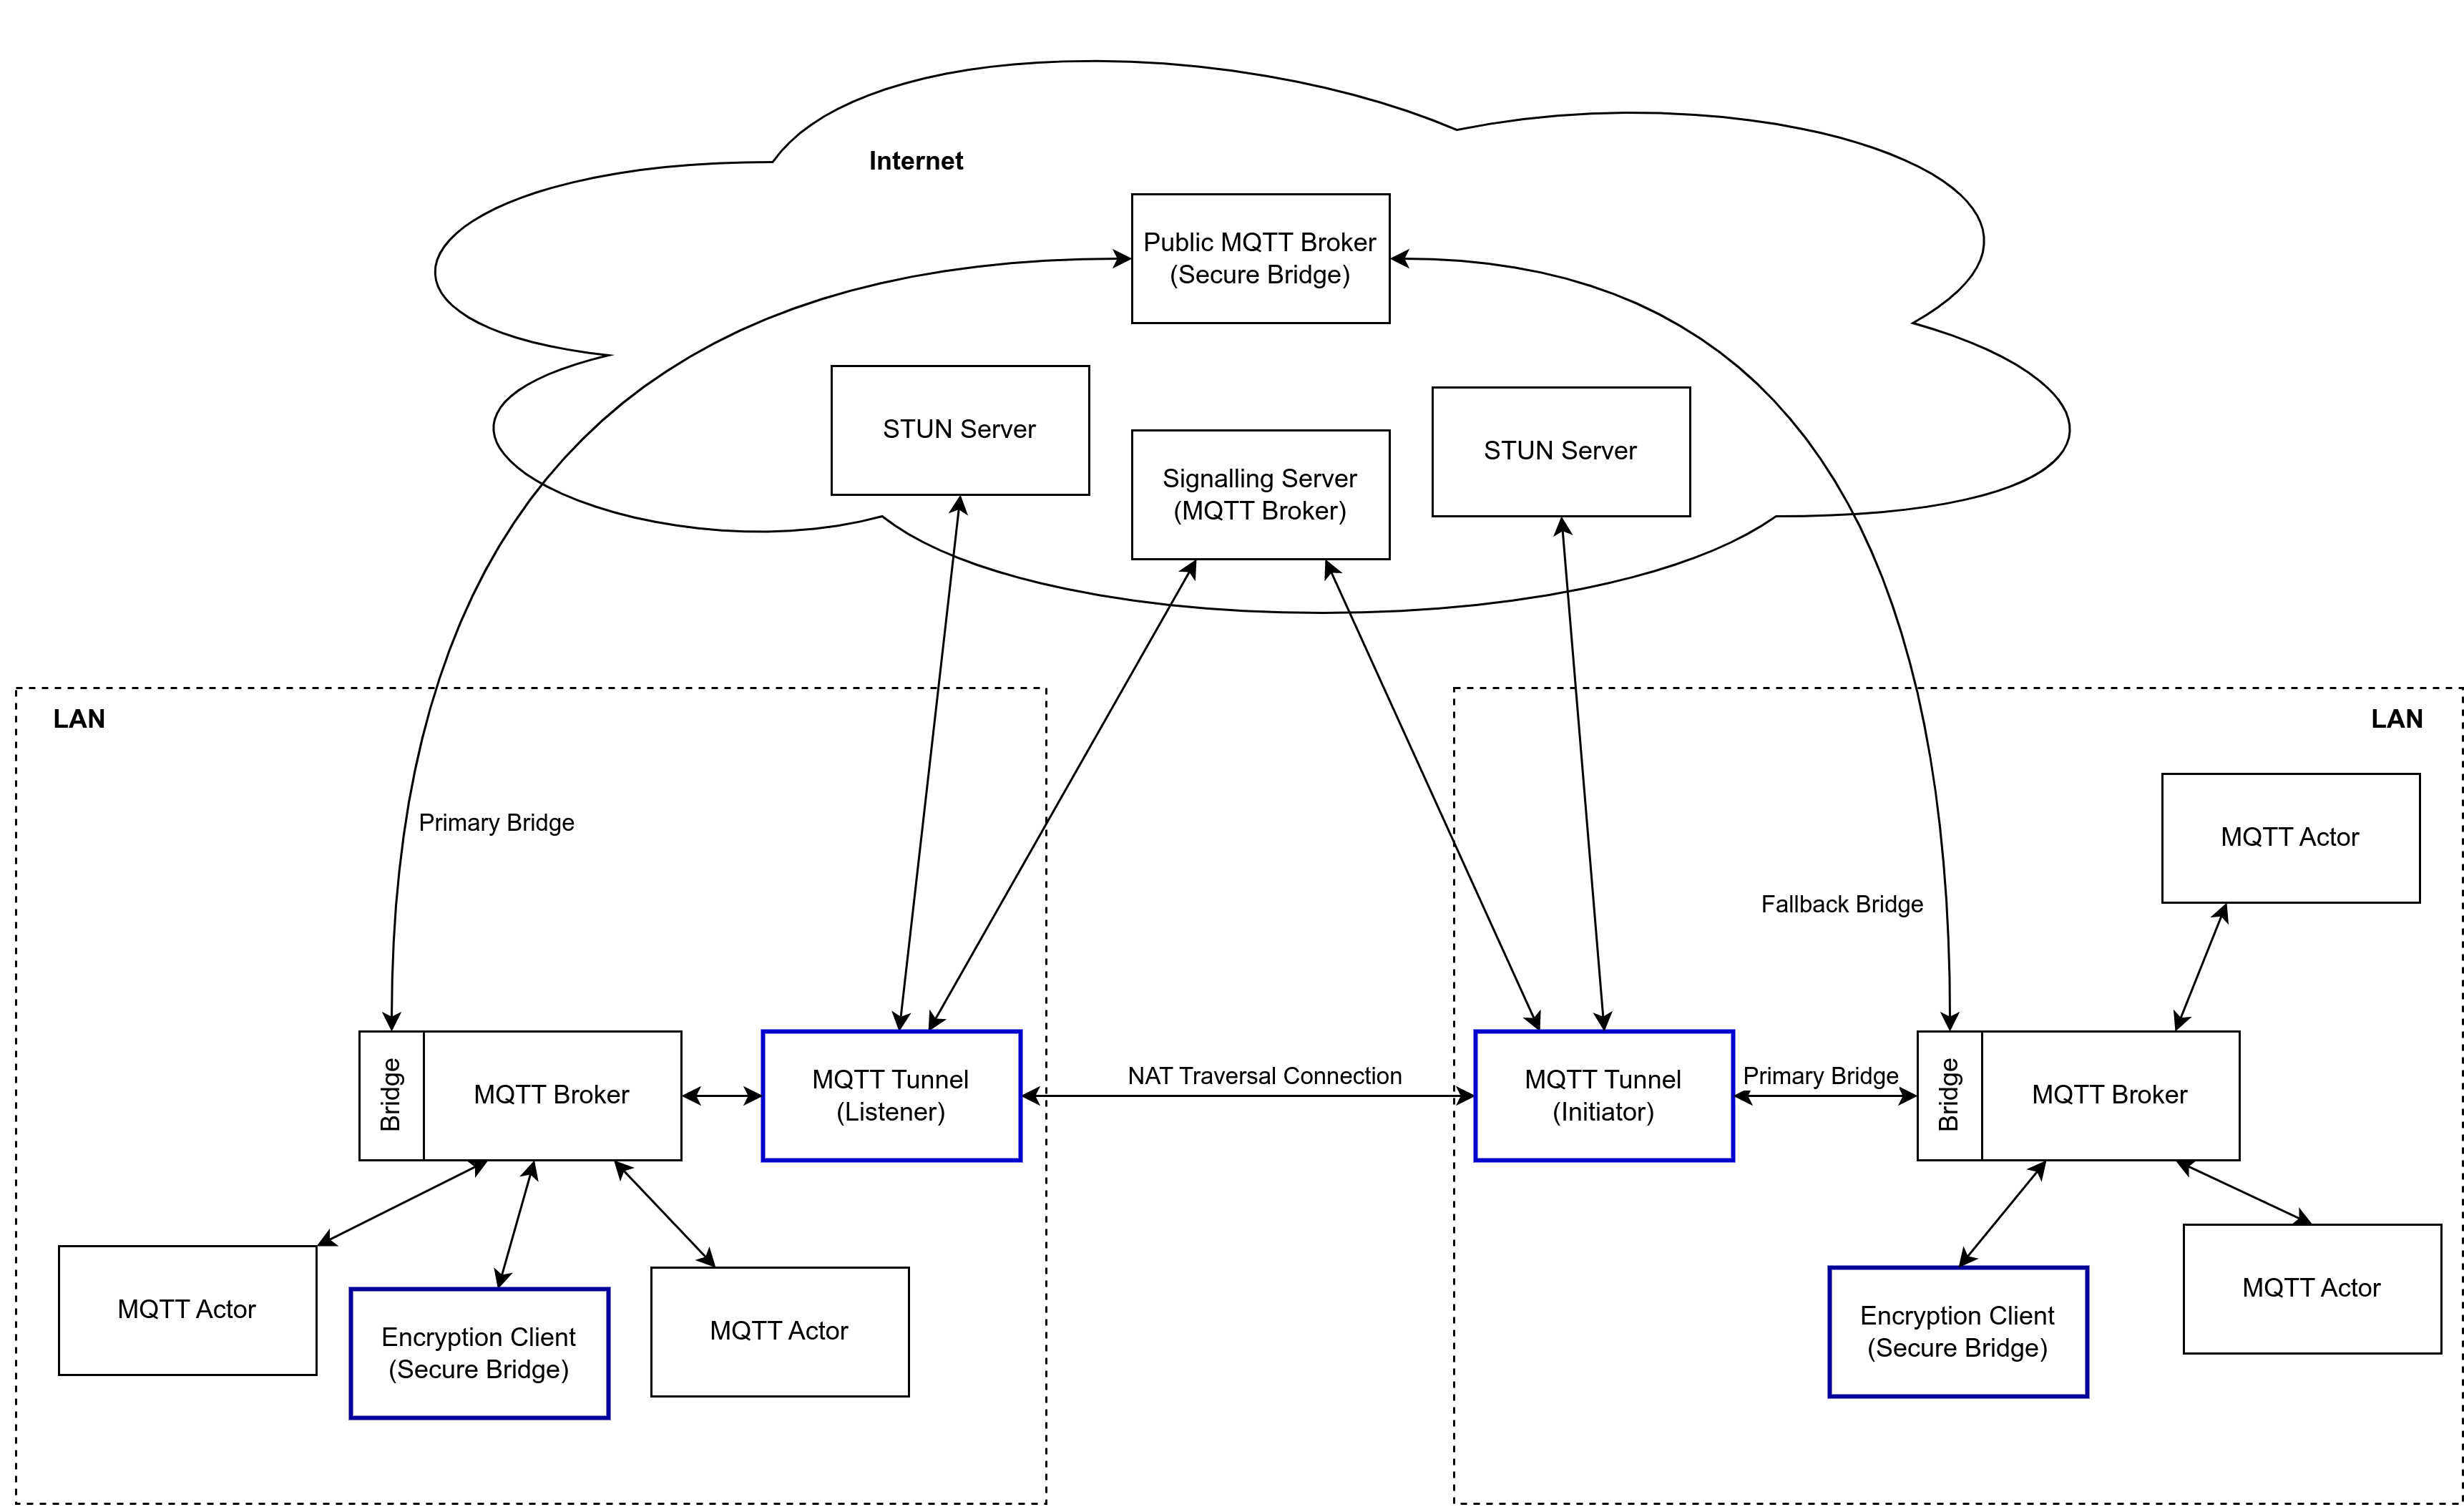 Internet
Public MQTT Broker
(Secure Bridge)
STUN Server
STUN Server
Signalling Server
(MQTT Broker)
LAN
LAN
Primary Bridge
MQTT Actor
Fallback Bridge
Bridge
MQTT Broker
MQTT Tunnel
(Listener)
NAT Traversal Connection
MQTT Tunnel
(Initiator)
Primary Bridge
Bridge
MQTT Broker
MQTT Actor
Encryption Client
(Secure Bridge)
MQTT Actor
Encryption Client
(Secure Bridge)
MQTT Actor